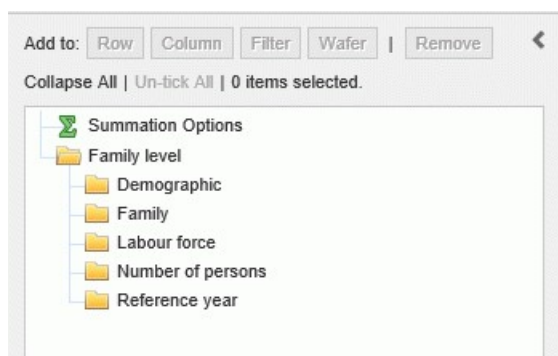 Add to: Row Column Filter Wafer | Remove
Collapse All | Un-tick All | 0 items selected.
Summation Options
Family level
Demographic
Family
Labour force
Number of persons
Reference year